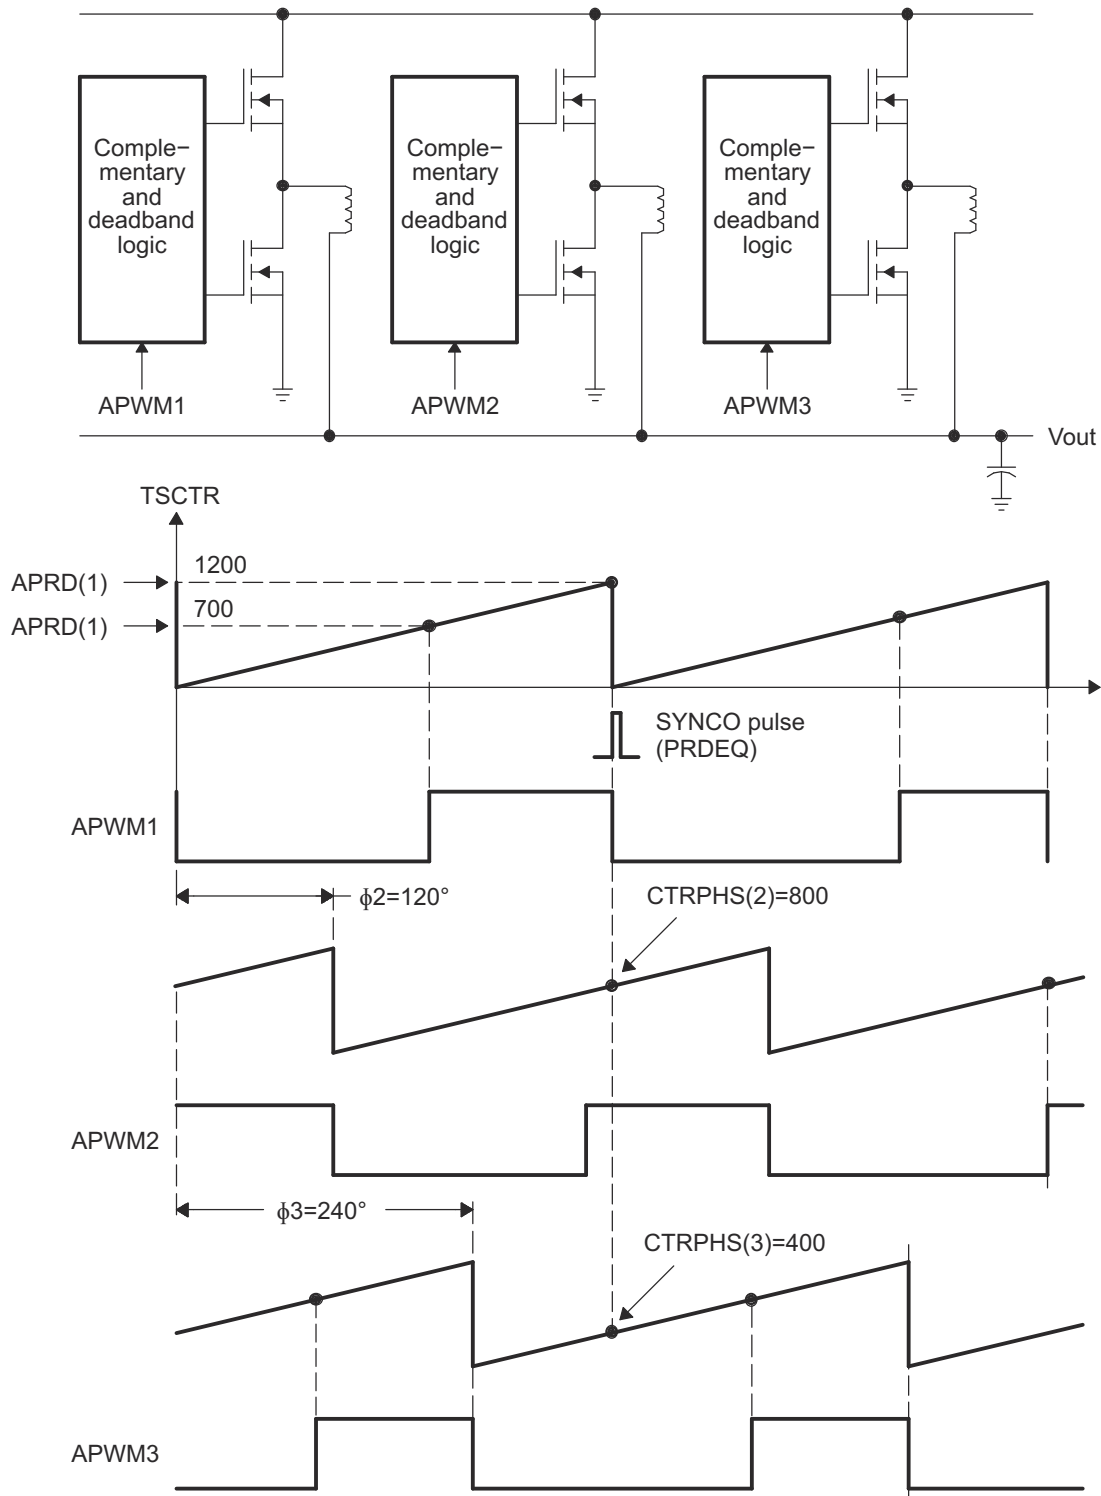 Comple−
mentary
and
deadband
logic
Comple−
mentary
and
deadband
logic
Comple−
mentary
and
deadband
logic
APWM1
APWM2
APWM3
Vout
TSCTR
APRD(1)
1200
APRD(1)
700
SYNCO pulse
(PRDEQ)
APWM1
ϕ2=120°
CTRPHS(2)=800
APWM2
ϕ3=240°
CTRPHS(3)=400
APWM3